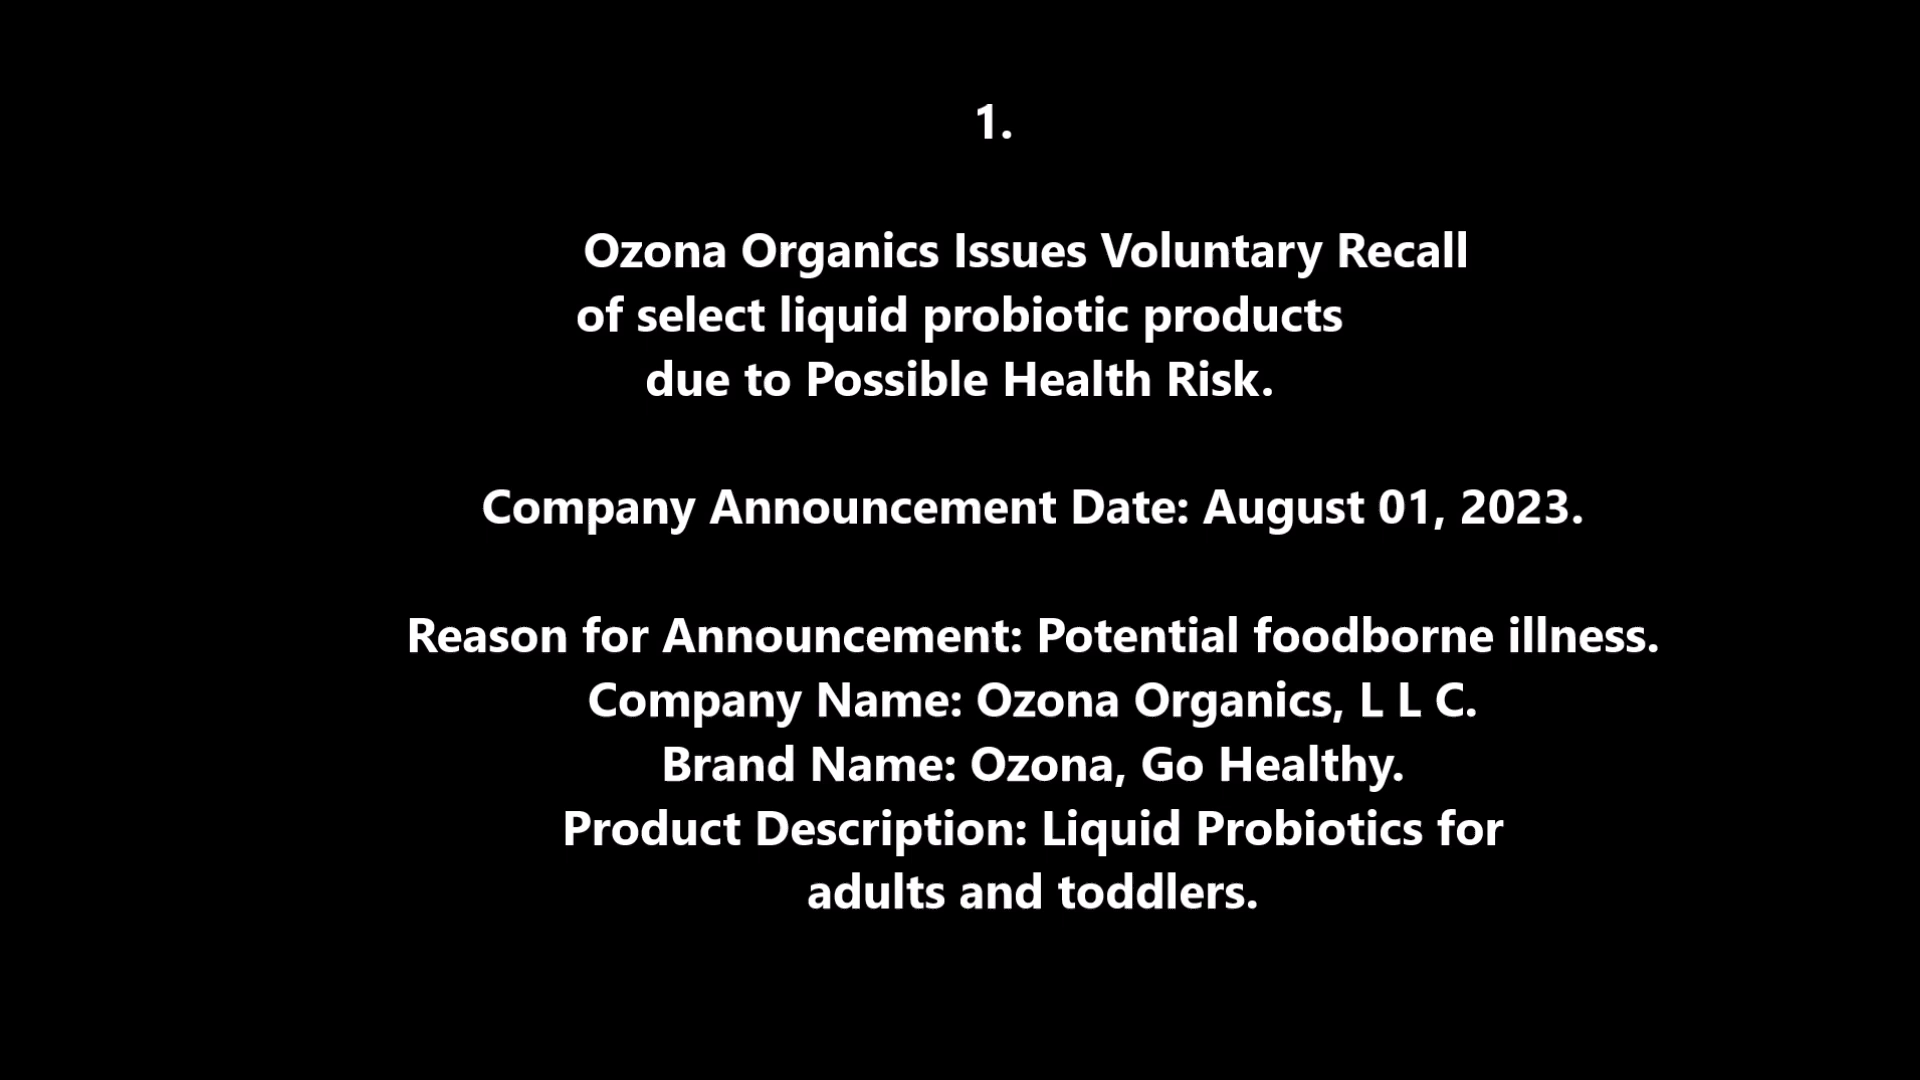 1.
Ozona Organics Issues Voluntary Recall
of select liquid probiotic products
due to Possible Health Risk.
Company Announcement Date: August 01, 2023.
Reason for Announcement: Potential foodborne illness.
Company Name: Ozona Organics, L L C.
Brand Name: Ozona, Go Healthy.
Product Description: Liquid Probiotics for
adults and toddlers.